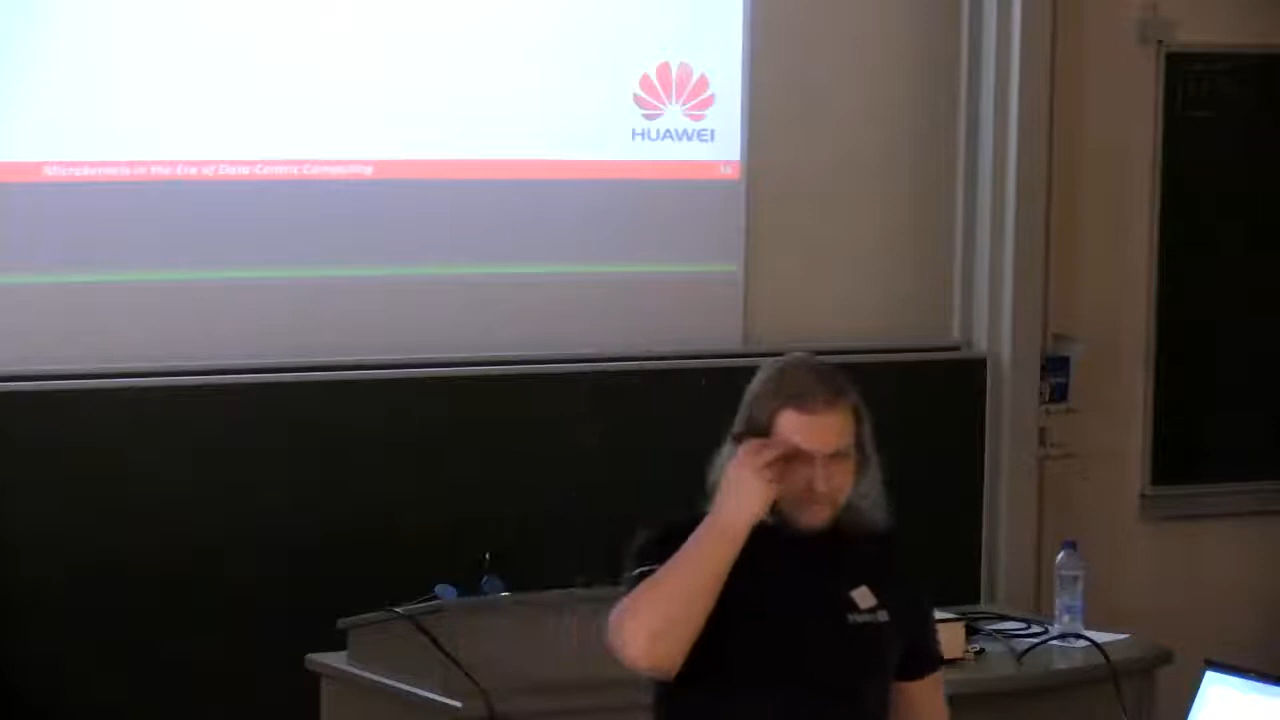 HUAWEI
Microkernels in the Era of Data-Centric Computing